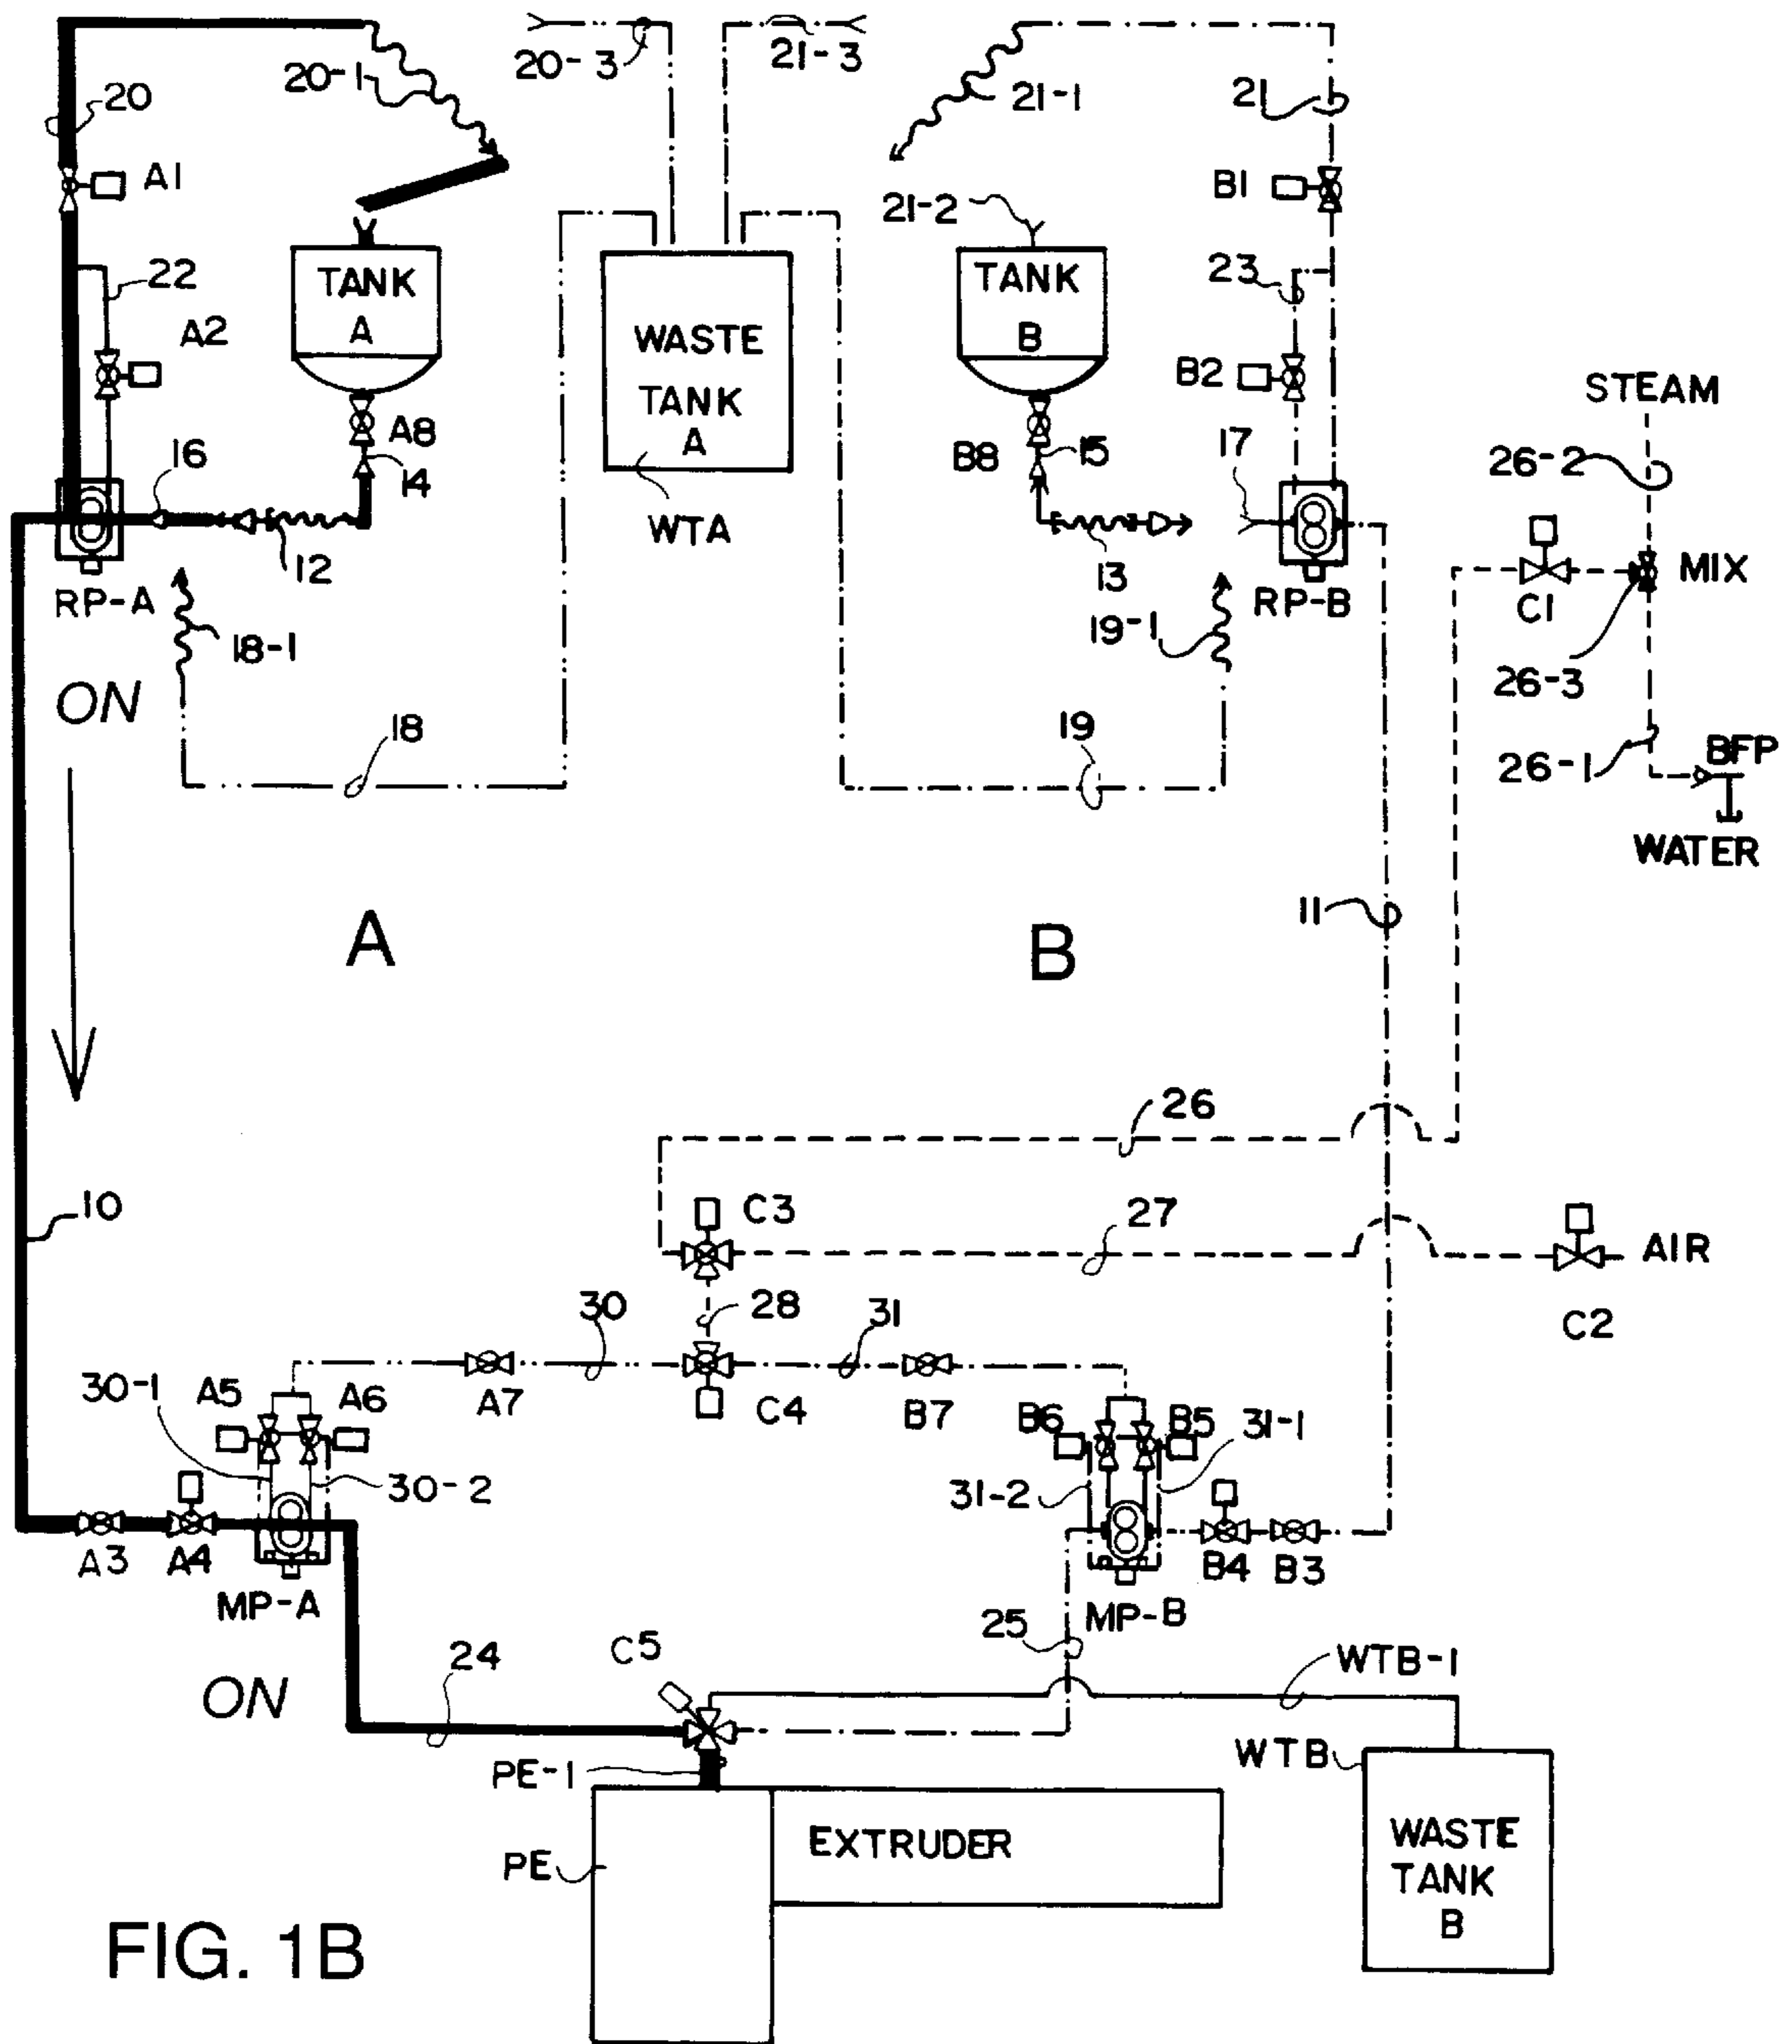 20
20-1
20-3
21-3
21-1
21
A1
B1
21-2
22
A2
TANK
A
WASTE
TANK
A
TANK
B
23
B2
STEAM
16
A8
14
B8
15
17
26-2
12
WTA
13
RP-A
RP-B
C1
MIX
18-1
19-1
26-3
ON
18
19
26-1
BFP
WATER
A
B
11
26
10
C3
27
AIR
28
30
31
C2
30-1
A5
A6
A7
C4
B7
B6
B5
31-1
30-2
31-2
A3
A4
B4
B3
MP-A
MP-B
ON
24
C5
25
WTB-1
PE-1
WTB
PE
EXTRUDER
WASTE
TANK
B
FIG. 1B